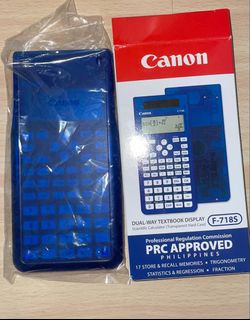 Canon
Canon
DUAL-WAY TEXTBOOK DISPLAY
Scientific Calculator (Transparent Hard Case)
F-718S
Professional Regulation Commission
PRC APPROVED
PHILIPPINES
17 STORE & RECALL MEMORIES • TRIGONOMETRY
STATISTICS & REGRESSION • FRACTION